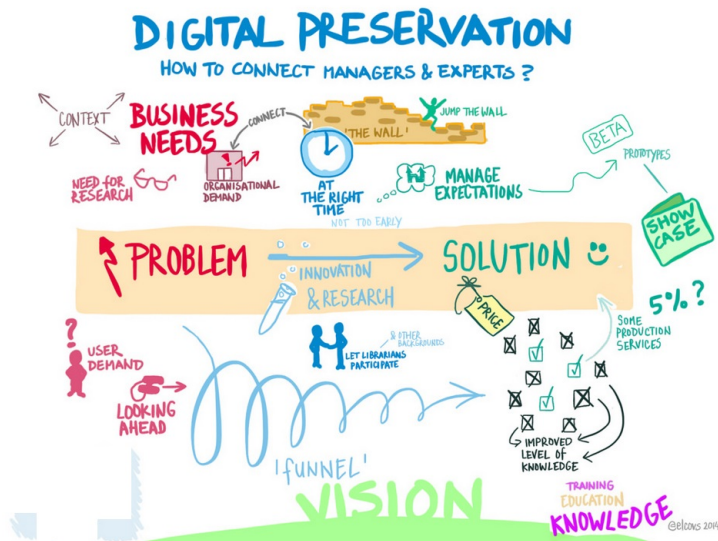 DIGITAL PRESERVATION
HOW TO CONNECT MANAGERS & EXPERTS?
CONTEXT
BUSINESS
NEEDS
CONNECT
'THE WALL'
JUMP THE WALL
BETA
PROTOTYPES
NEED FOR
RESEARCH
ORGANISATIONAL
DEMAND
AT
THE RIGHT
TIME
NOT TOO EARLY
MANAGE
EXPECTATIONS
SHOW
CASE
PROBLEM
INNOVATION
& RESEARCH
SOLUTION
PRICE
5%?
SOME
PRODUCTION
SERVICES
?
USER
DEMAND
LOOKING
AHEAD
& OTHER
BACKGROUNDS
LET LIBRARIANS
PARTICIPATE
'fUNNEL'
IMPROVED
LEVEL OF
KNOWLEDGE
VISION
TRAINING
EDUCATION
KNOWLEDGE
@elcows 2014